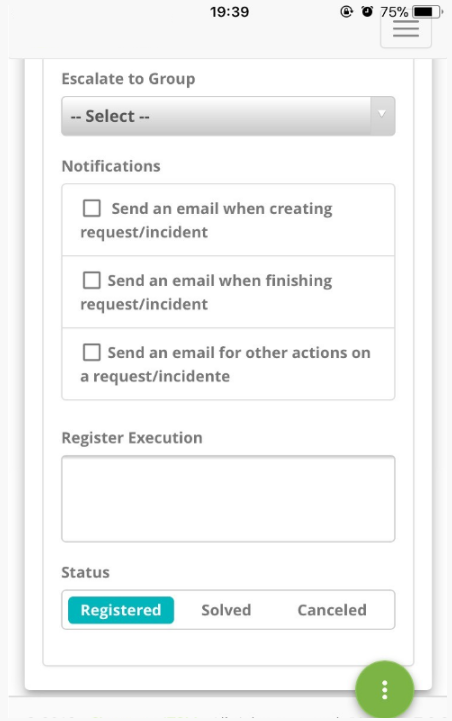 19:39
75%
Escalate to Group
-- Select --
Notifications
Send an email when creating
request/incident
Send an email when finishing
request/incident
Send an email for other actions on
a request/incidente
Register Execution
Status
Registered Solved Canceled